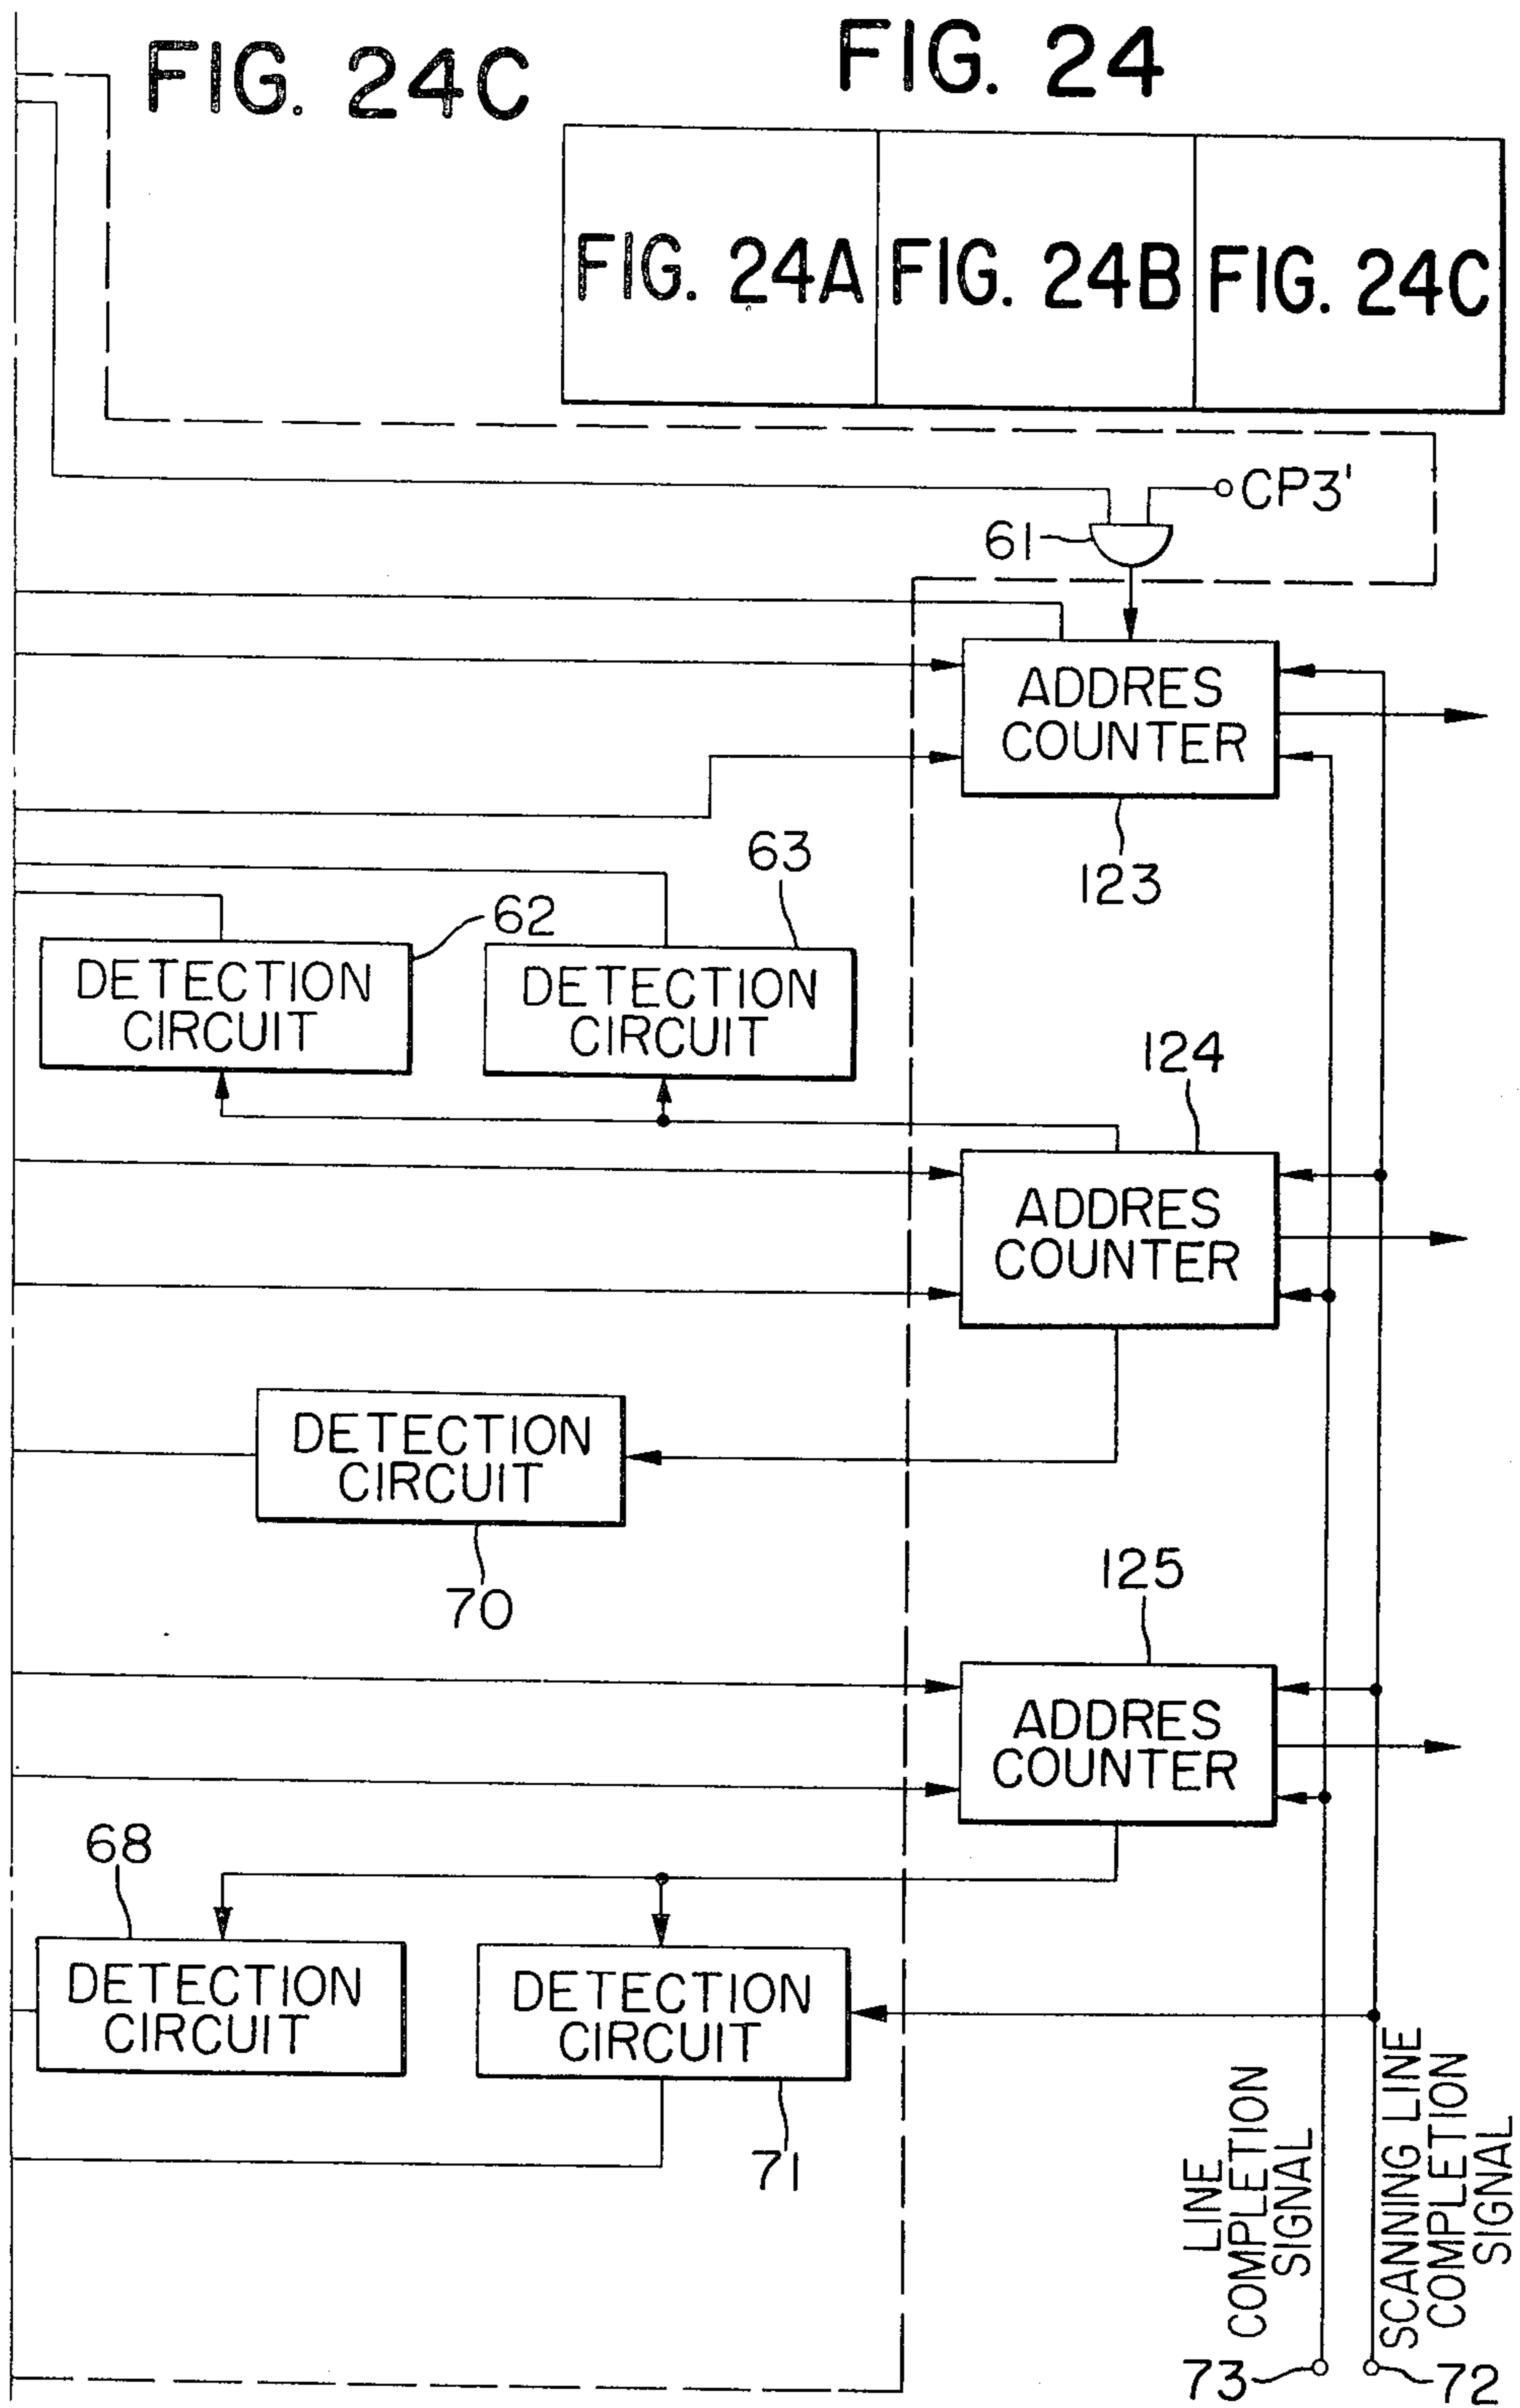 FIG. 24C
FIG. 24
FIG. 24A
FIG. 24B
FIG. 24C
CP3'
61
ADDRES
COUNTER
123
63
62
DETECTION
CIRCUIT
DETECTION
CIRCUIT
124
ADDRES
COUNTER
DETECTION
CIRCUIT
70
125
ADDRES
COUNTER
68
DETECTION
CIRCUIT
DETECTION
CIRCUIT
71
LINE
COMPLETION
SIGNAL
SCANNING LINE
COMPLETION
SIGNAL
73
72